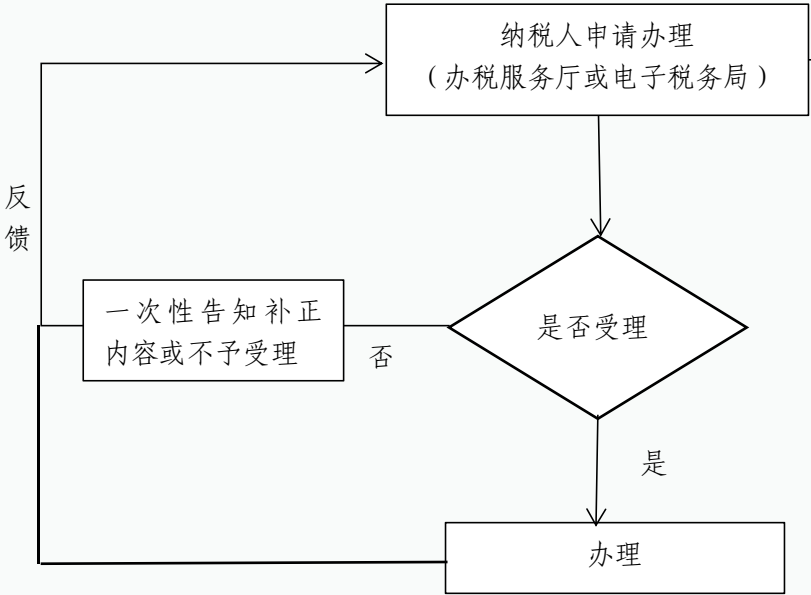 纳税人申请办理
（办税服务厅或电子税务局）
反
馈
一次性告知补正
内容或不予受理
否
是否受理
是
办理